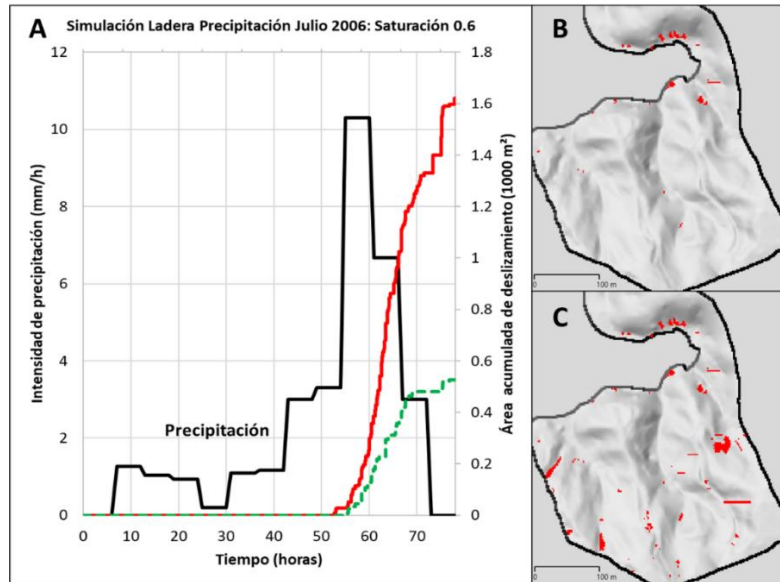 A
Simulación Ladera Precipitación Julio 2006: Saturación 0.6
12
10
8
6
4
2
0
Intensidad de precipitación (mm/h)
Precipitación
0 10 20 30 40 50 60 70
Tiempo (horas)
1.8
1.6
1.4
1.2
1
0.8
0.6
0.4
0.2
0
Área acumulada de deslizamiento (1000 m²)
B
0 100 m
C
0 100 m